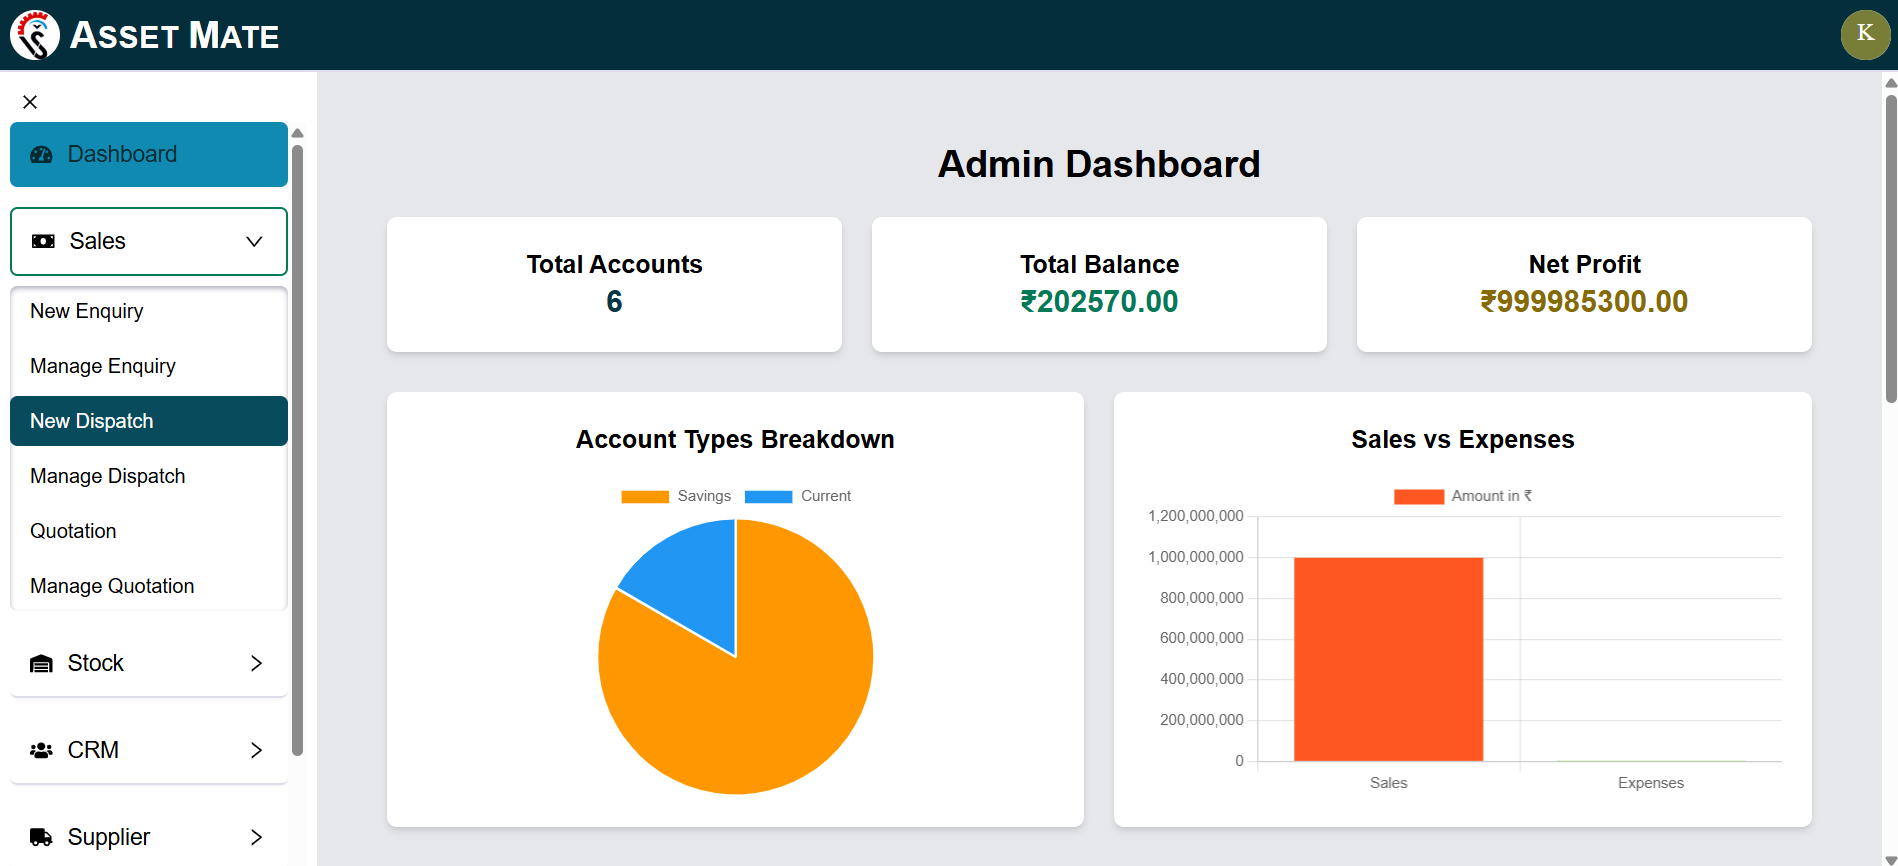 ASSET MATE
K
Dashboard
Sales
New Enquiry
Manage Enquiry
New Dispatch
Manage Dispatch
Quotation
Manage Quotation
Stock
CRM
Supplier
Admin Dashboard
Total Accounts
6
Total Balance
₹202570.00
Net Profit
₹999985300.00
Account Types Breakdown
Savings
Current
Sales vs Expenses
Amount in ₹
1,200,000,000
1,000,000,000
800,000,000
600,000,000
400,000,000
200,000,000
0
Sales
Expenses